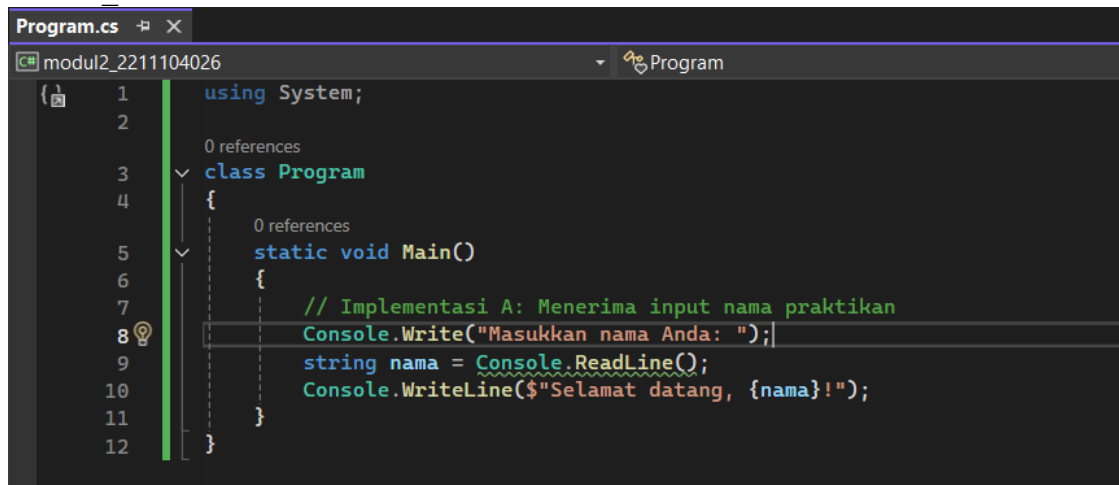 Program.cs
C# modul2_2211104026 Program
1 using System;
2
0 references
3 class Program
4 {
0 references
5 static void Main()
6 {
7 // Implementasi A: Menerima input nama praktikan
8 Console.Write("Masukkan nama Anda: ");
9 string nama = Console.ReadLine();
10 Console.WriteLine($"Selamat datang, {nama}!");
11 }
12 }